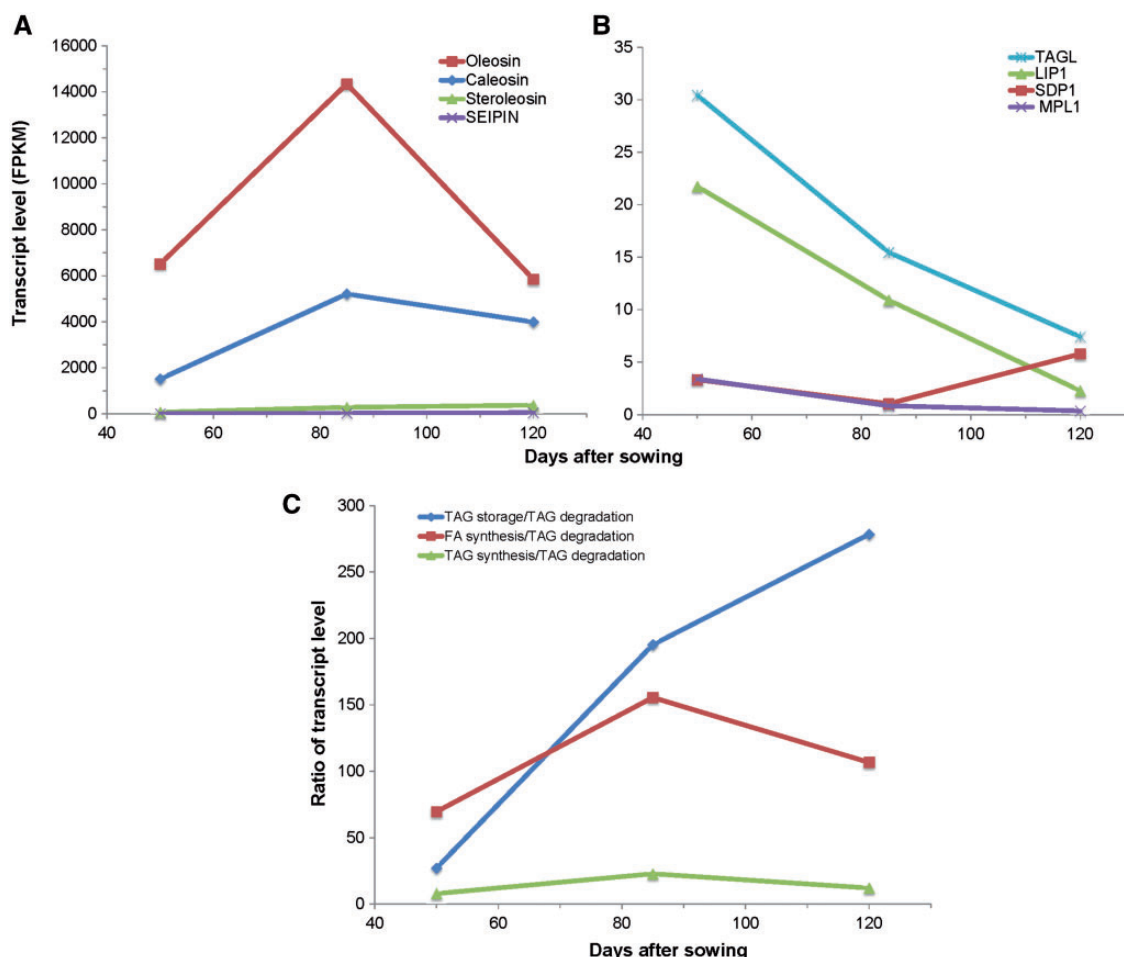 A
Transcript level (FPKM)
16000
14000
12000
10000
8000
6000
4000
2000
0
40
60
80
100
120
Oleosin
Caleosin
Steroleosin
SEIPIN
B
35
30
25
20
15
10
5
0
40
60
80
100
120
TAGL
LIP1
SDP1
MPL1
Days after sowing
C
Ratio of transcript level
300
250
200
150
100
50
0
40
60
80
100
120
TAG storage/TAG degradation
FA synthesis/TAG degradation
TAG synthesis/TAG degradation
Days after sowing